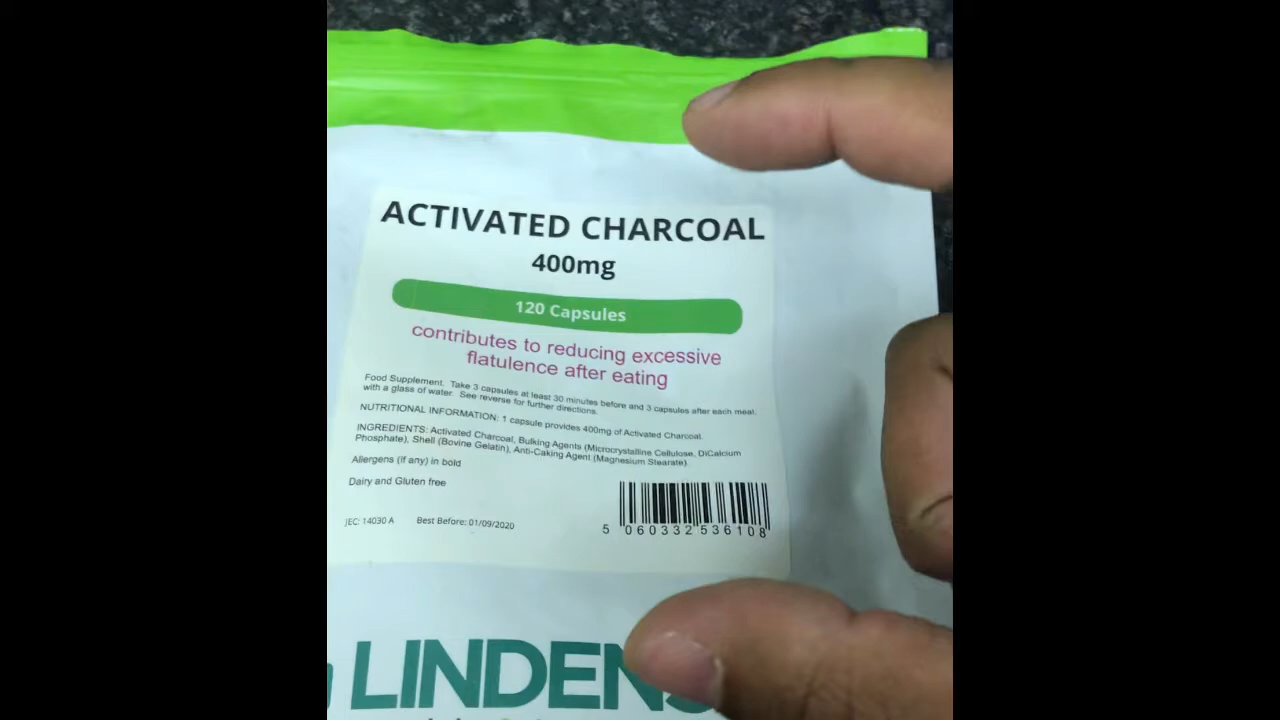 ACTIVATED CHARCOAL
400mg
120 Capsules
contributes to reducing excessive
flatulence after eating
Food Supplement. Take 3 capsules at least 30 minutes before and 3 capsules after each meal,
with a glass of water. See reverse for further directions.
NUTRITIONAL INFORMATION: 1 capsule provides 400mg of Activated Charcoal.
INGREDIENTS: Activated Charcoal, Bulking Agents (Microcrystalline Cellulose, DiCalcium
Phosphate), Shell (Bovine Gelatin), Anti-Caking Agent (Magnesium Stearate).
Allergens (if any) in bold
Dairy and Gluten free
JEC: 14030 A Best Before: 01/09/2020
5 060332 536108
LINDENS